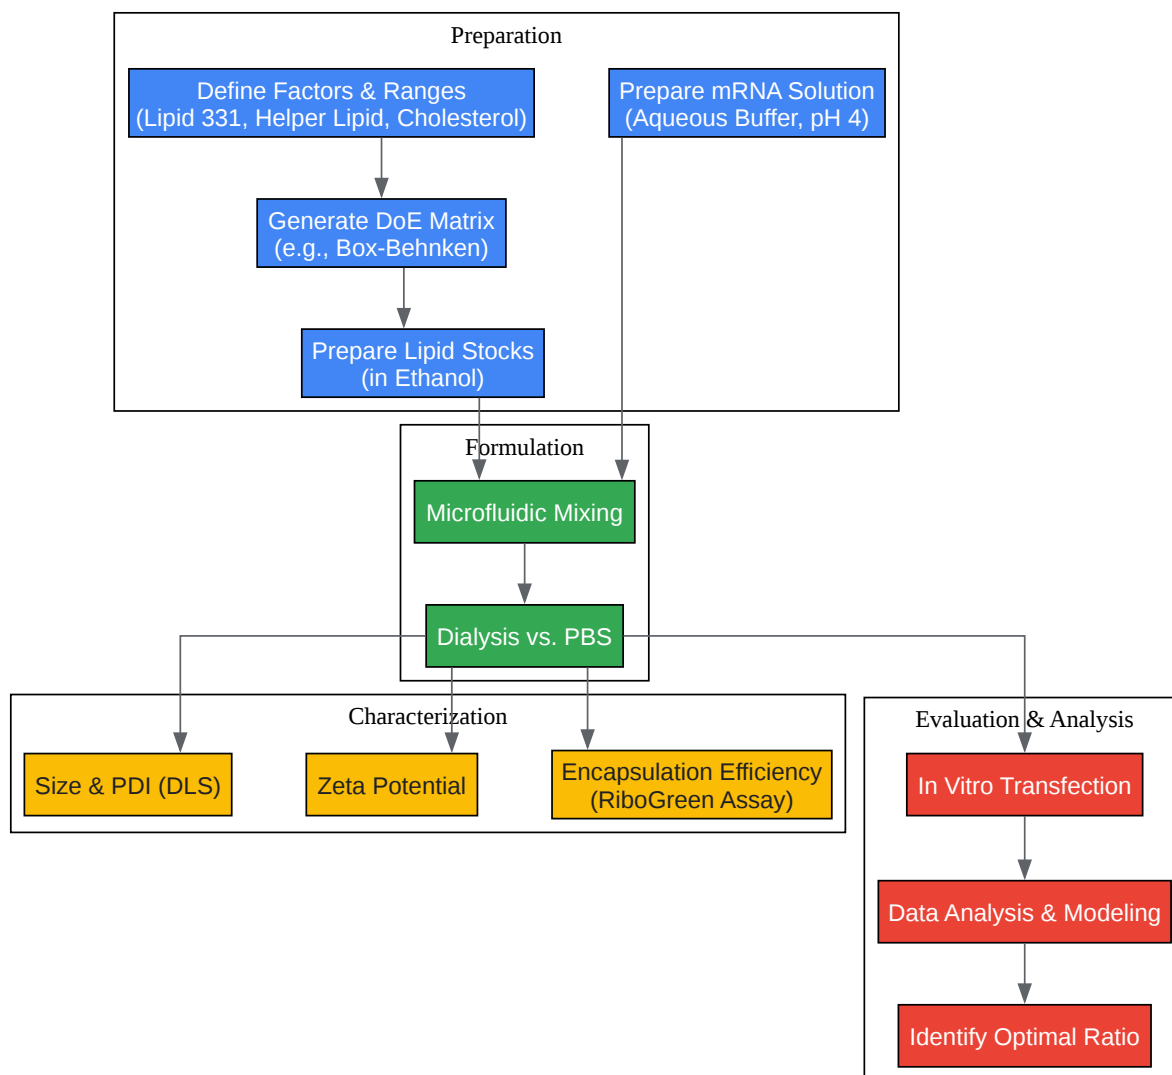 Preparation
Define Factors & Ranges
(Lipid 331, Helper Lipid, Cholesterol)
Prepare mRNA Solution
(Aqueous Buffer, pH 4)
Generate DoE Matrix
(e.g., Box-Behnken)
Prepare Lipid Stocks
(in Ethanol)
Formulation
Microfluidic Mixing
Dialysis vs. PBS
Characterization
Size & PDI (DLS)
Zeta Potential
Encapsulation Efficiency
(RiboGreen Assay)
Evaluation & Analysis
In Vitro Transfection
Data Analysis & Modeling
Identify Optimal Ratio